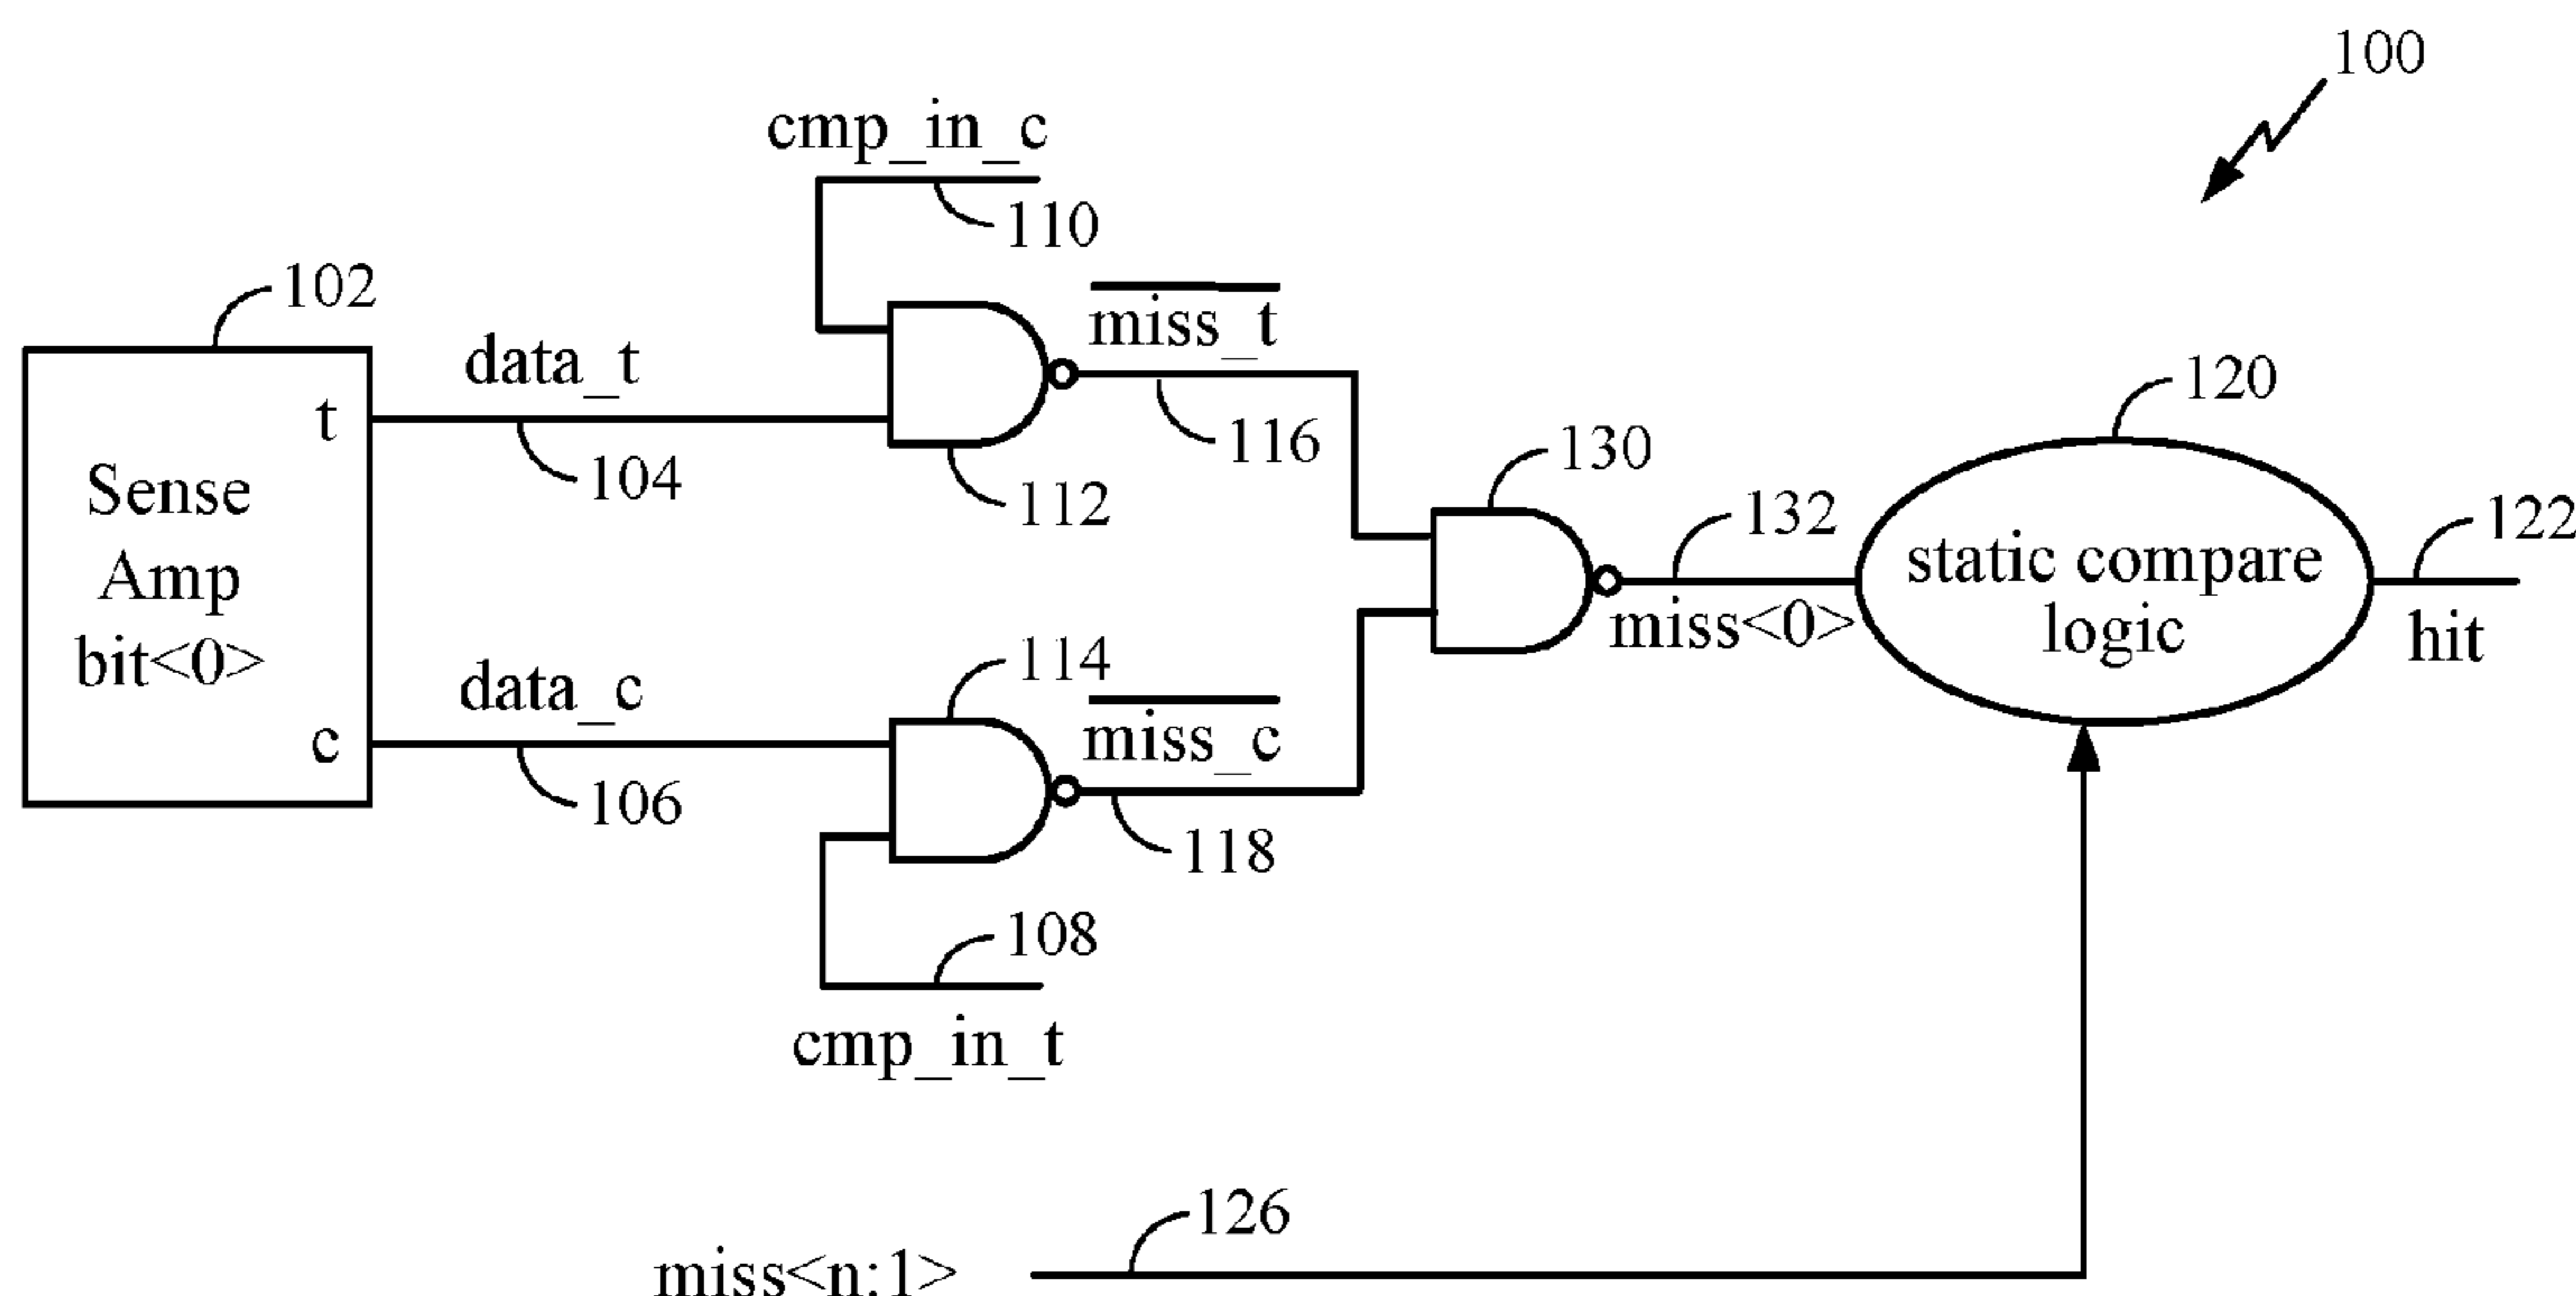 100
cmp_in_c
110
102
miss_t
data_t
t
104
112
116
120
130
132
122
Sense
Amp
bit<0>
static compare
logic
miss<0>
hit
114
data_c
miss_c
c
106
118
108
cmp_in_t
126
miss<n:1>